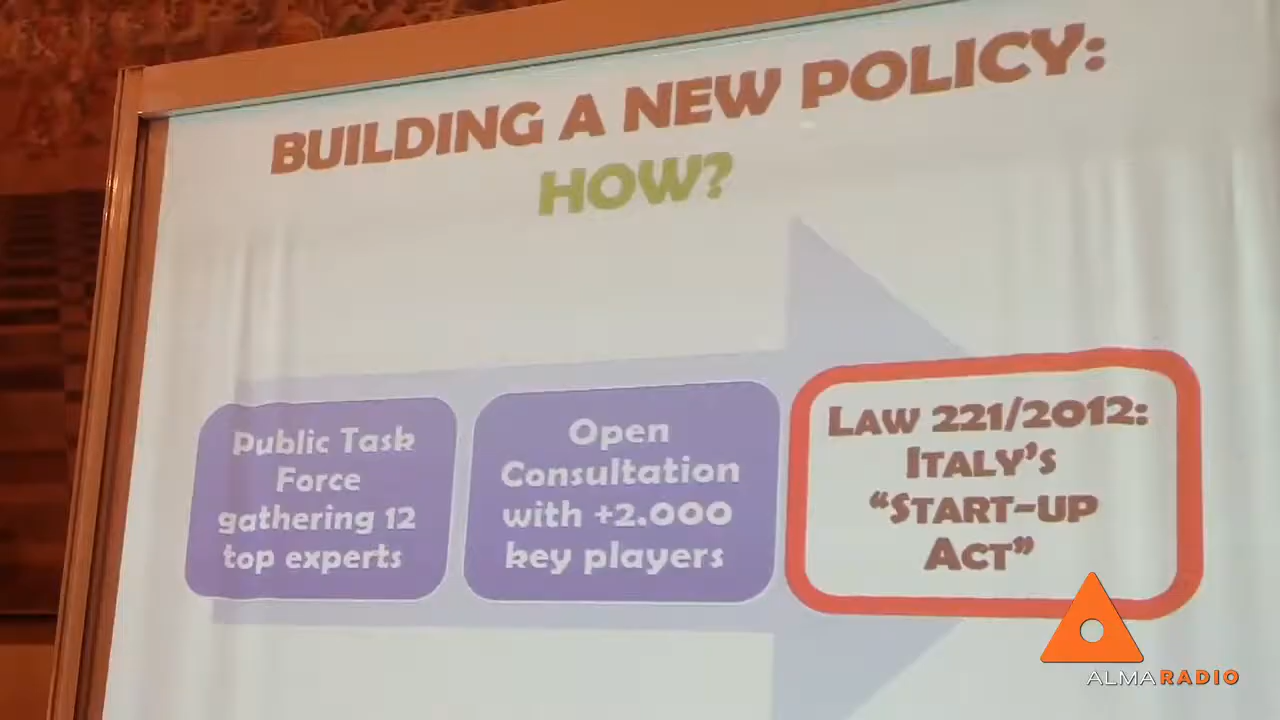 BUILDING A NEW POLICY:
HOW?
Public Task
Force
gathering 12
top experts
Open
Consultation
with +2.000
key players
LAW 221/2012:
ITALY'S
“START-UP
ACT”
ALMARADIO